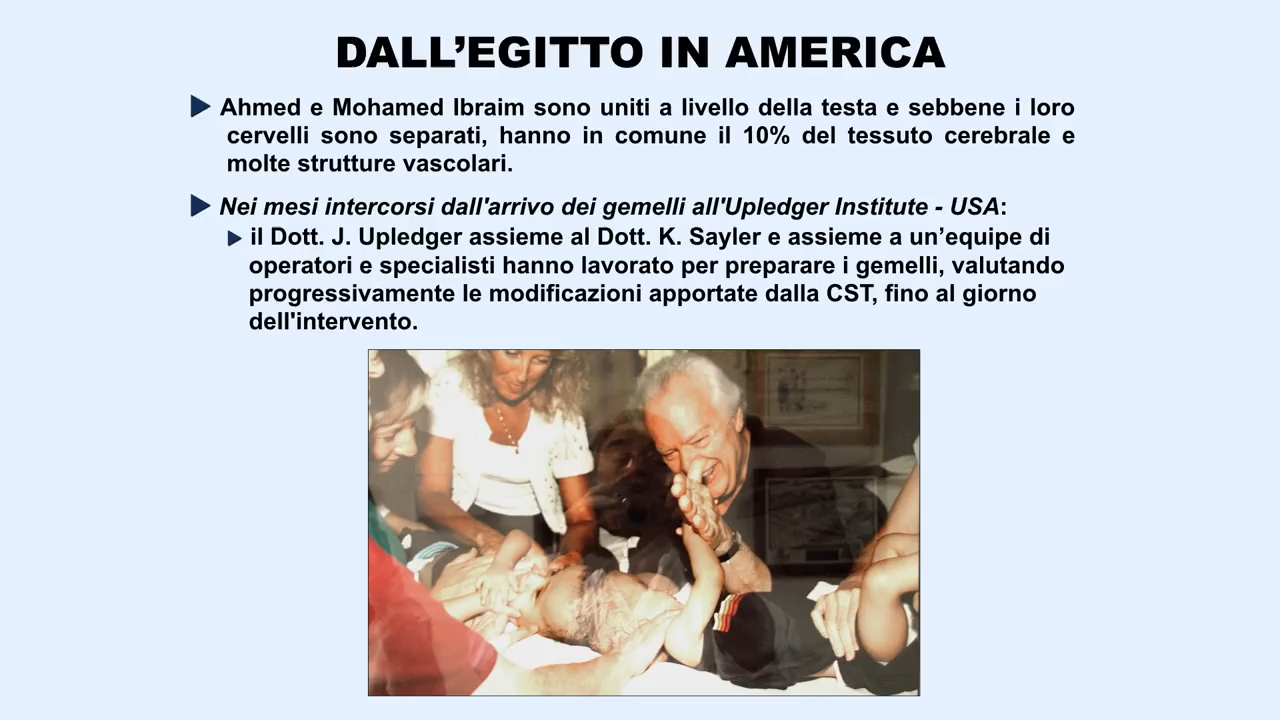 DALL’EGITTO IN AMERICA
Ahmed e Mohamed Ibraim sono uniti a livello della testa e sebbene i loro
cervelli sono separati, hanno in comune il 10% del tessuto cerebrale e
molte strutture vascolari.
Nei mesi intercorsi dall'arrivo dei gemelli all'Upledger Institute - USA:
il Dott. J. Upledger assieme al Dott. K. Sayler e assieme a un’equipe di
operatori e specialisti hanno lavorato per preparare i gemelli, valutando
progressivamente le modificazioni apportate dalla CST, fino al giorno
dell'intervento.